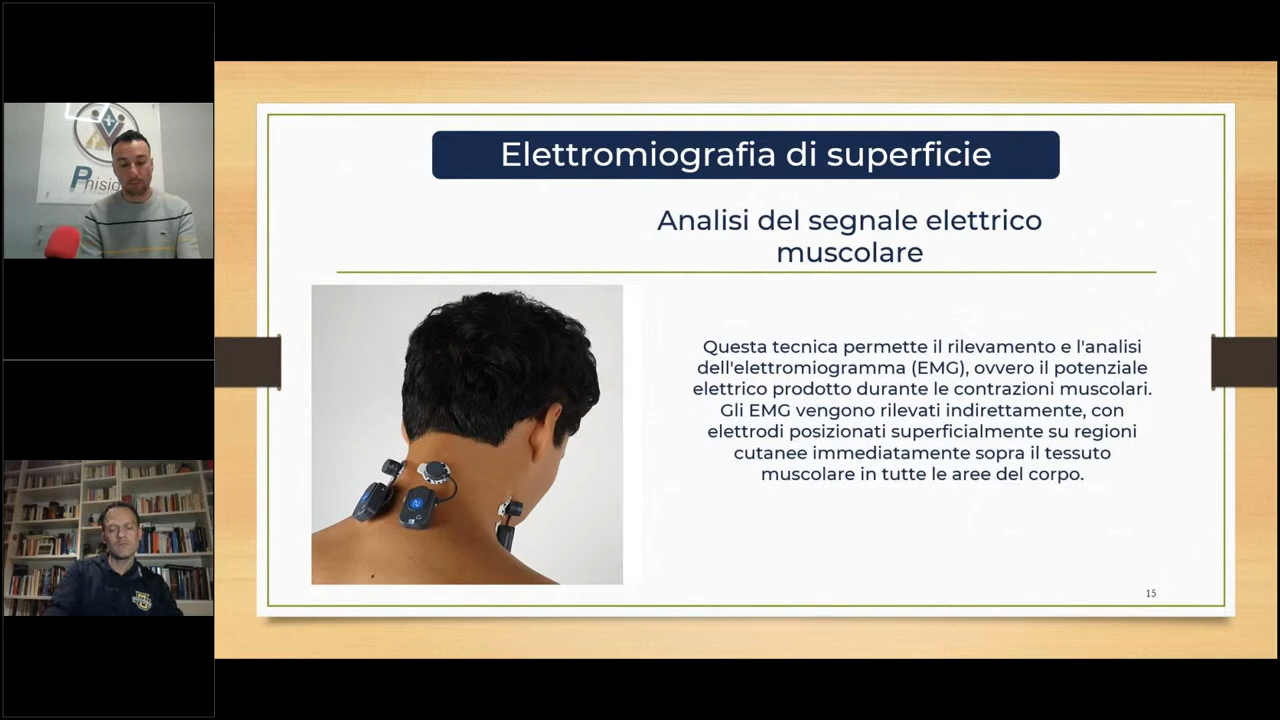 Elettromiografia di superficie
Analisi del segnale elettrico
muscolare
Questa tecnica permette il rilevamento e l'analisi
dell'elettromiogramma (EMG), ovvero il potenziale
elettrico prodotto durante le contrazioni muscolari.
Gli EMG vengono rilevati indirettamente, con
elettrodi posizionati superficialmente su regioni
cutanee immediatamente sopra il tessuto
muscolare in tutte le aree del corpo.
15